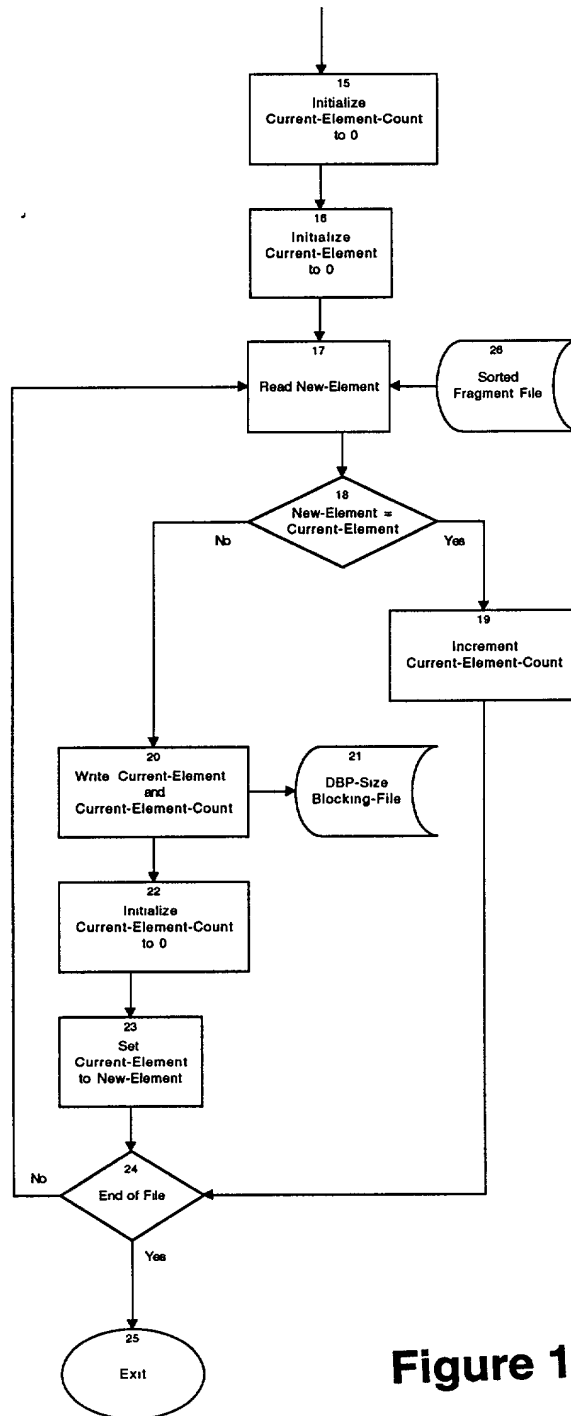 15
Initialize
Current-Element-Count
to 0
16
Initialize
Current-Element
to 0
17
Read New-Element
26
Sorted
Fragment File
18
New-Element =
Current-Element
No
Yes
19
Increment
Current-Element-Count
20
Write Current-Element
and
Current-Element-Count
21
DBP-Size
Blocking-File
22
Initialize
Current-Element-Count
to 0
23
Set
Current-Element
to New-Element
24
End of File
No
Yes
25
Exit
Figure 1